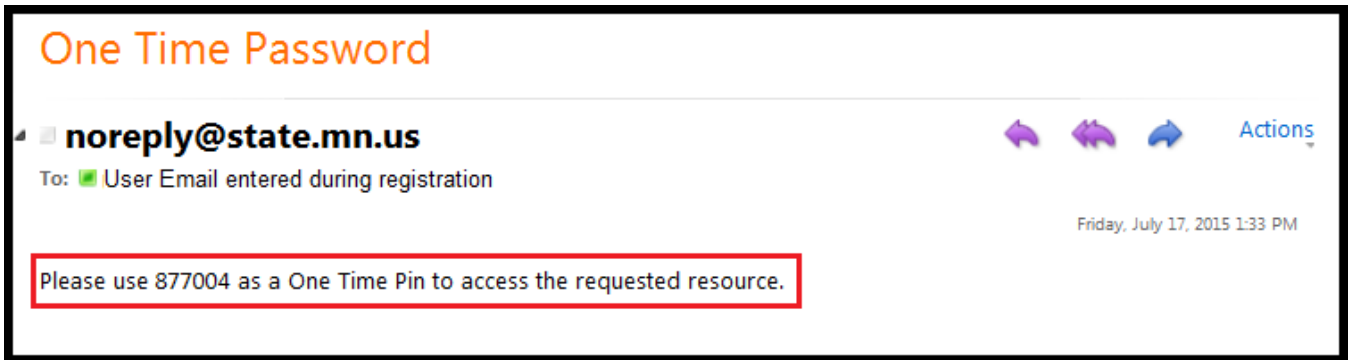 One Time Password
noreply@state.mn.us
Actions
To: User Email entered during registration
Friday, July 17, 2015 1:33 PM
Please use 877004 as a One Time Pin to access the requested resource.